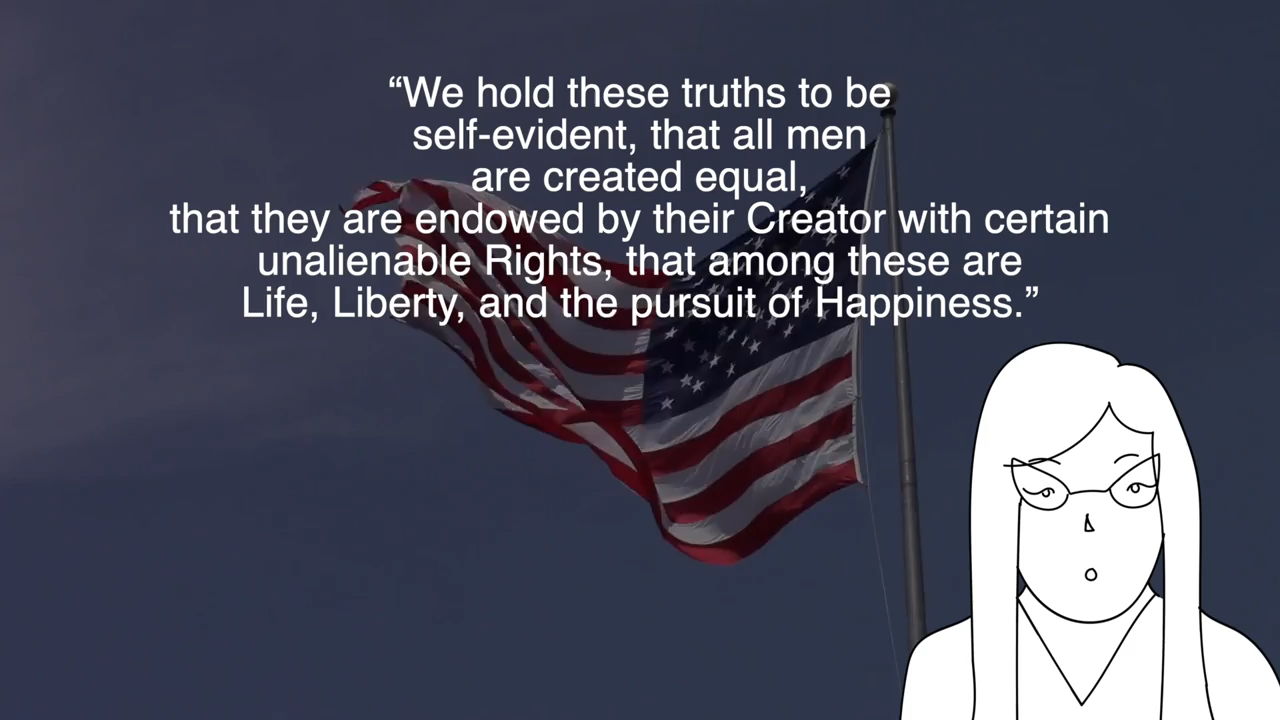 “We hold these truths to be
self-evident, that all men
are created equal,
that they are endowed by their Creator with certain
unalienable Rights, that among these are
Life, Liberty, and the pursuit of Happiness.”